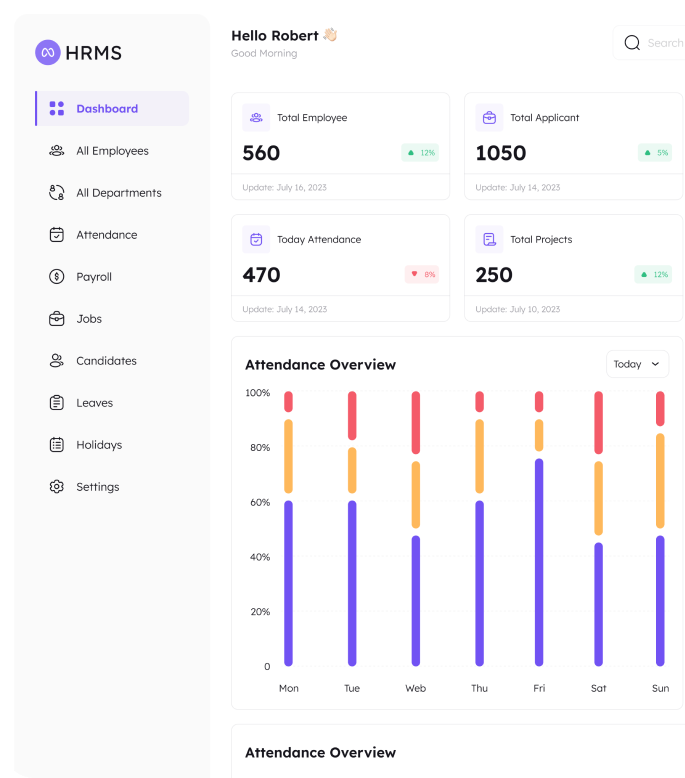 HRMS
Dashboard
All Employees
All Departments
Attendance
Payroll
Jobs
Candidates
Leaves
Holidays
Settings
Hello Robert 👋🏻
Good Morning
Search
Total Employee
560
12%
Update: July 16, 2023
Total Applicant
1050
5%
Update: July 14, 2023
Today Attendance
470
8%
Update: July 14, 2023
Total Projects
250
12%
Update: July 10, 2023
Attendance Overview
Today
100%
80%
60%
40%
20%
0
Mon Tue Web Thu Fri Sat Sun
Attendance Overview